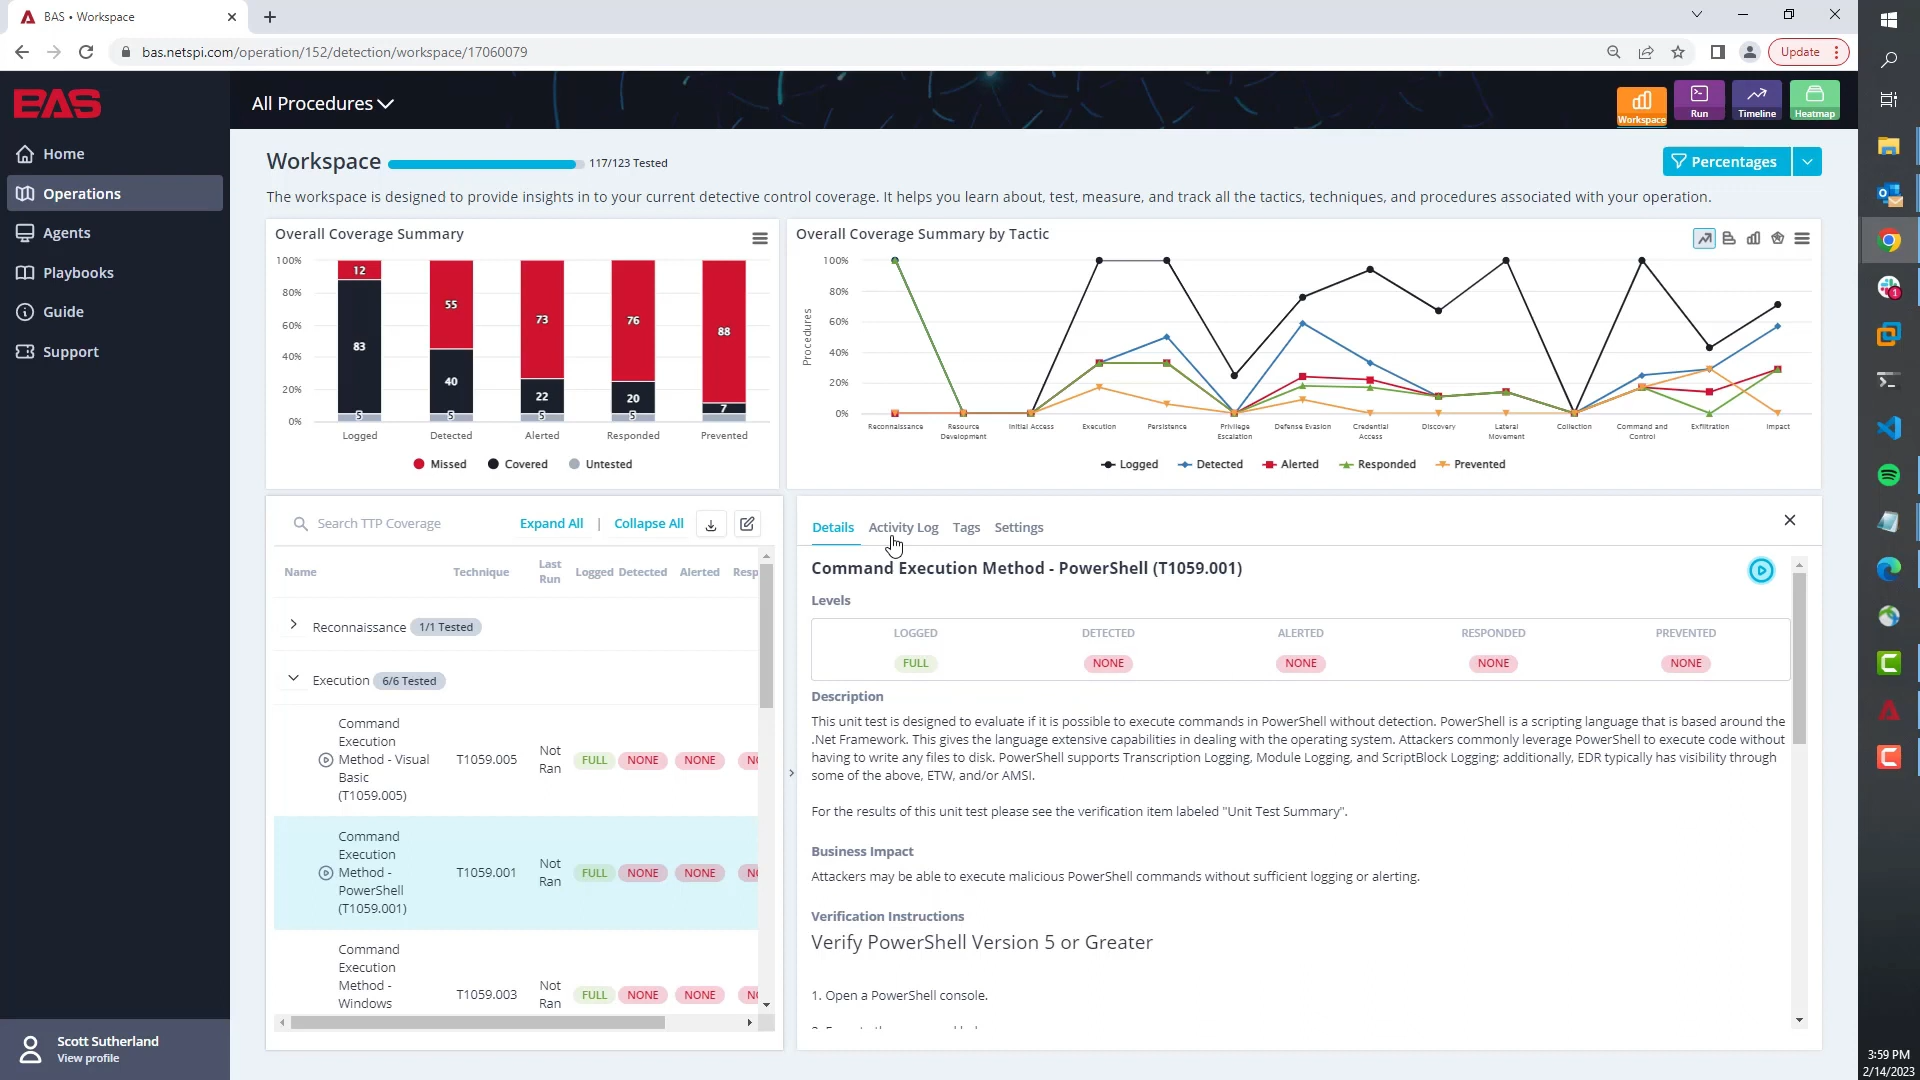 BAS • Workspace
bas.netspi.com/operation/152/detection/workspace/17060079
Update
BAS
All Procedures
Workspace
Run
Timeline
Heatmap
Home
Operations
Agents
Playbooks
Guide
Support
Workspace
117/123 Tested
Percentages
The workspace is designed to provide insights in to your current detective control coverage. It helps you learn about, test, measure, and track all the tactics, techniques, and procedures associated with your operation.
Overall Coverage Summary
100%
80%
60%
40%
20%
0%
12
83
5
55
40
5
73
22
5
76
20
5
88
7
Logged
Detected
Alerted
Responded
Prevented
Missed
Covered
Untested
Overall Coverage Summary by Tactic
Procedures
100%
80%
60%
40%
20%
0%
Reconnaissance
Resource Development
Initial Access
Execution
Persistence
Privilege Escalation
Defense Evasion
Credential Access
Discovery
Lateral Movement
Collection
Command and Control
Exfiltration
Impact
Logged
Detected
Alerted
Responded
Prevented
Search TTP Coverage
Expand All | Collapse All
Name Technique Last Run Logged Detected Alerted Resp
Reconnaissance 1/1 Tested
Execution 6/6 Tested
Command
Execution
Method - Visual
Basic
(T1059.005)
T1059.005
Not Ran
FULL NONE NONE NO
Command
Execution
Method -
PowerShell
(T1059.001)
T1059.001
Not Ran
FULL NONE NONE NO
Command
Execution
Method -
Windows
T1059.003
Not Ran
FULL NONE NONE NO
Details Activity Log Tags Settings
Command Execution Method - PowerShell (T1059.001)
Levels
LOGGED DETECTED ALERTED RESPONDED PREVENTED
FULL NONE NONE NONE NONE
Description
This unit test is designed to evaluate if it is possible to execute commands in PowerShell without detection. PowerShell is a scripting language that is based around the
.Net Framework. This gives the language extensive capabilities in dealing with the operating system. Attackers commonly leverage PowerShell to execute code without
having to write any files to disk. PowerShell supports Transcription Logging, Module Logging, and ScriptBlock Logging; additionally, EDR typically has visibility through
some of the above, ETW, and/or AMSI.
For the results of this unit test please see the verification item labeled "Unit Test Summary".
Business Impact
Attackers may be able to execute malicious PowerShell commands without sufficient logging or alerting.
Verification Instructions
Verify PowerShell Version 5 or Greater
1. Open a PowerShell console.
Scott Sutherland
View profile
1
3:59 PM
2/14/2023